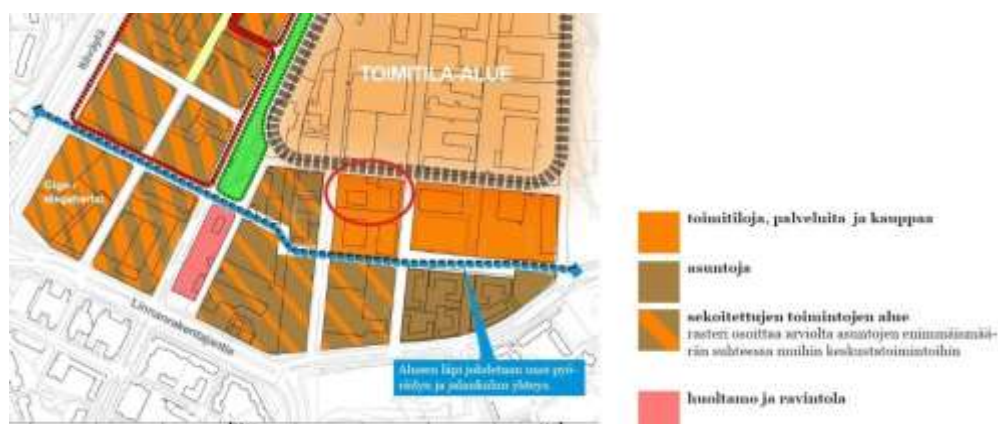 Itäväylä
TOIMITILA-ALUE
Linnanrakentajantie
Alueen läpi johdetaan uusi pyö-
räilyn ja jalankulun yhteys.
toimitiloja, palveluita ja kauppaa
asuntoja
sekoitettujen toimintojen alue
rasteri osoittaa arviolta asuntojen enimmäismää-
rän suhteessa muihin keskustatoimintoihin
huoltamo ja ravintola